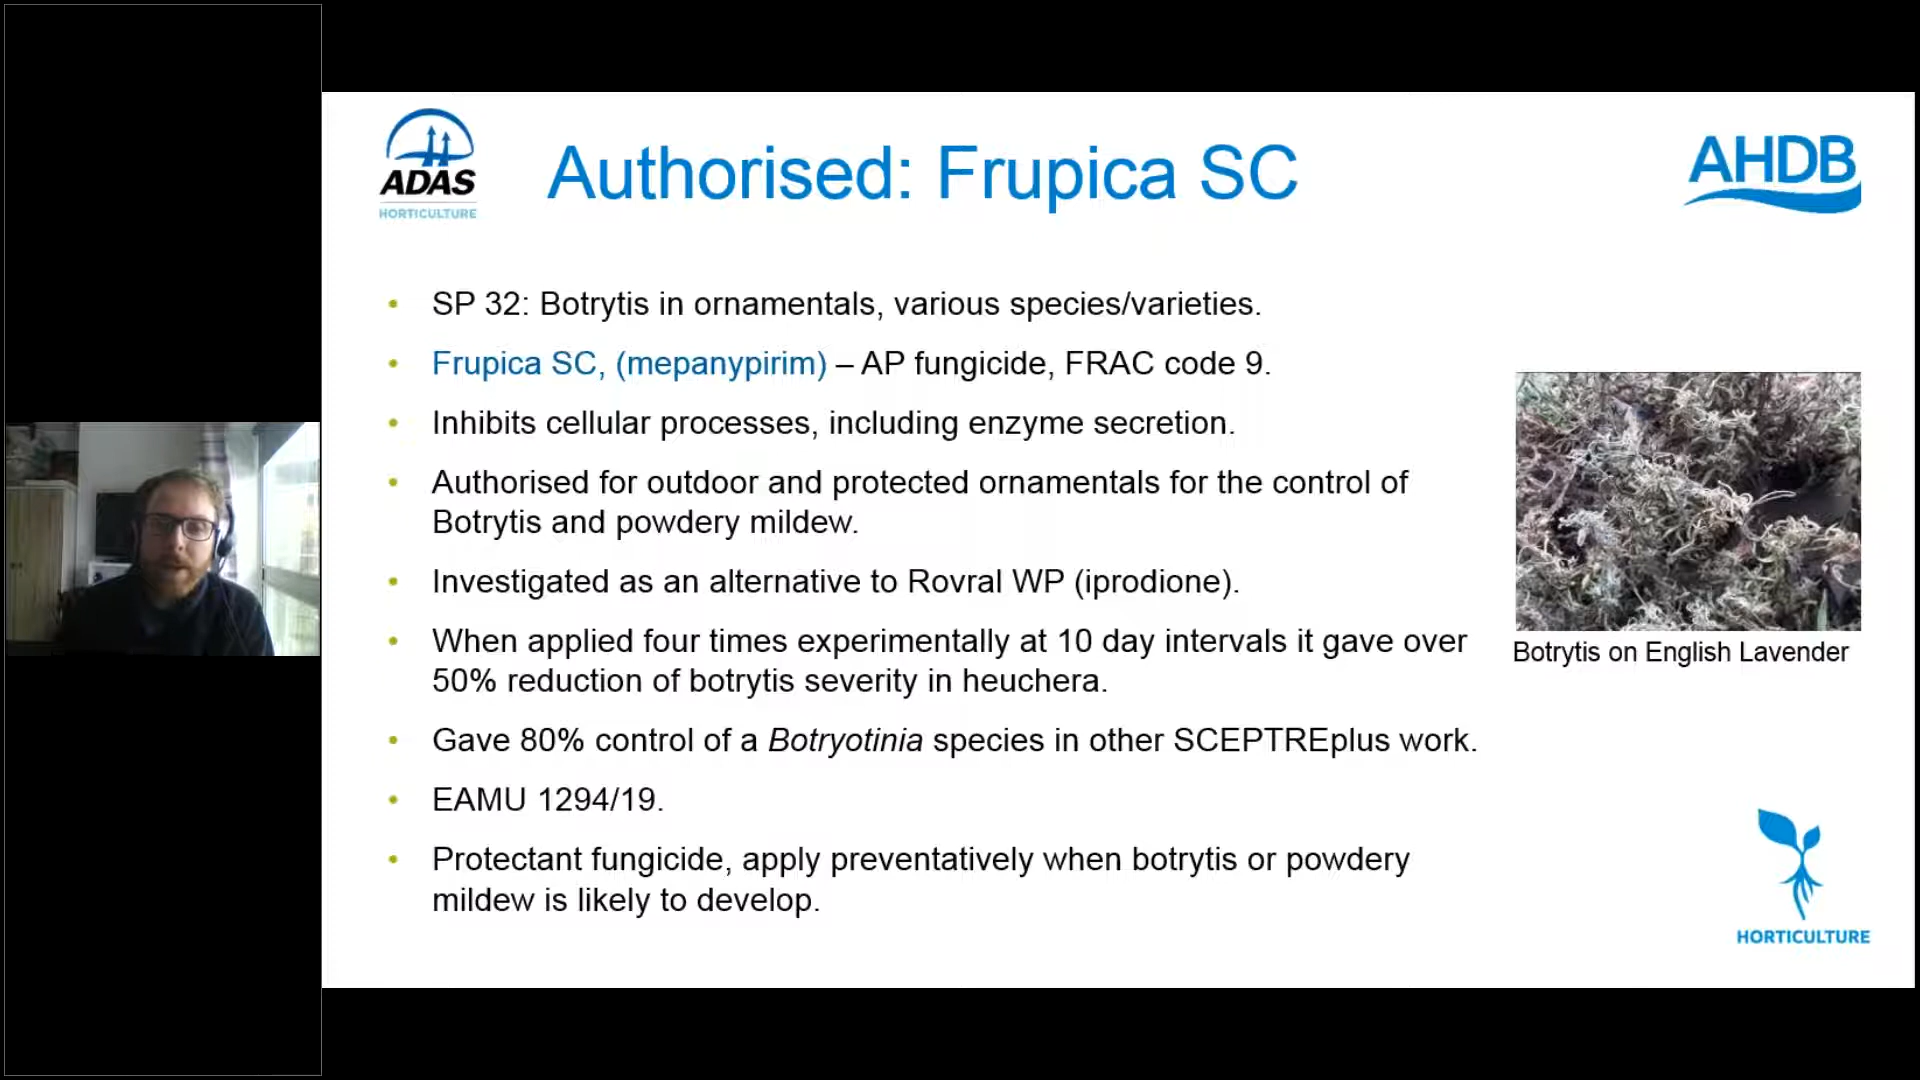 ADAS
HORTICULTURE
Authorised: Frupica SC
AHDB
• SP 32: Botrytis in ornamentals, various species/varieties.
• Frupica SC, (mepanypirim) – AP fungicide, FRAC code 9.
• Inhibits cellular processes, including enzyme secretion.
• Authorised for outdoor and protected ornamentals for the control of
Botrytis and powdery mildew.
• Investigated as an alternative to Rovral WP (iprodione).
• When applied four times experimentally at 10 day intervals it gave over
50% reduction of botrytis severity in heuchera.
• Gave 80% control of a Botryotinia species in other SCEPTREplus work.
• EAMU 1294/19.
• Protectant fungicide, apply preventatively when botrytis or powdery
mildew is likely to develop.
Botrytis on English Lavender
HORTICULTURE